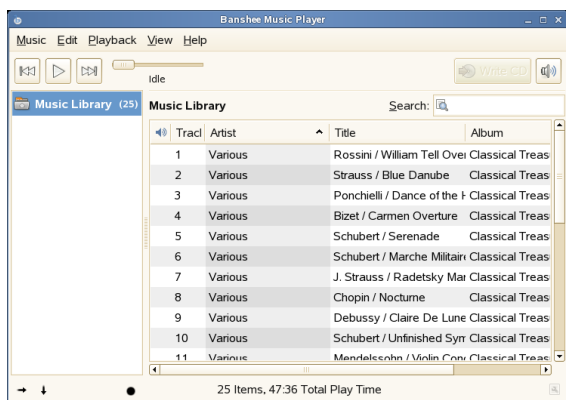 Banshee Music Player
Music Edit Playback View Help
Idle
Write CD
Music Library (25)
Music Library Search:
Tracl Artist Title Album
1 Various Rossini / William Tell Over Classical Treas
2 Various Strauss / Blue Danube Classical Treas
3 Various Ponchielli / Dance of the H Classical Treas
4 Various Bizet / Carmen Overture Classical Treas
5 Various Schubert / Serenade Classical Treas
6 Various Schubert / Marche Militaire Classical Treas
7 Various J. Strauss / Radetsky Mar Classical Treas
8 Various Chopin / Nocturne Classical Treas
9 Various Debussy / Claire De Lune Classical Treas
10 Various Schubert / Unfinished Sym Classical Treas
11 Various Mendelssohn / Violin Conc Classical Treas
25 Items, 47:36 Total Play Time